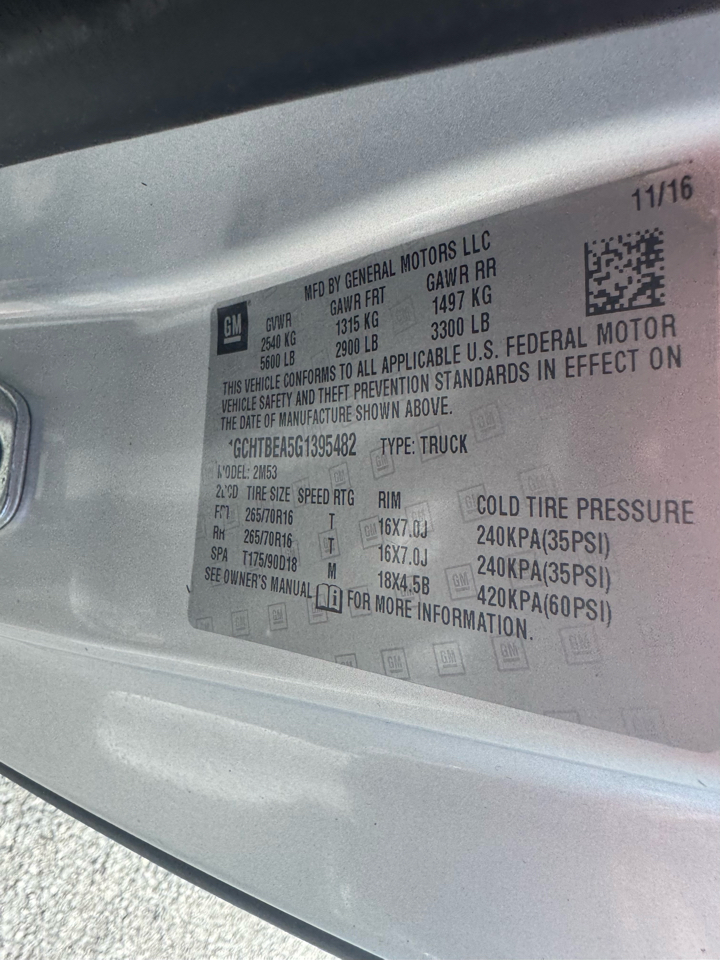 11/16
MFD BY GENERAL MOTORS LLC
GM
GVWR GAWR FRT GAWR RR
2540 KG 1315 KG 1497 KG
5600 LB 2900 LB 3300 LB
THIS VEHICLE CONFORMS TO ALL APPLICABLE U.S. FEDERAL MOTOR
VEHICLE SAFETY AND THEFT PREVENTION STANDARDS IN EFFECT ON
THE DATE OF MANUFACTURE SHOWN ABOVE.
1GCHTBEA5G1395482 TYPE: TRUCK
MODEL: 2M53
TIRE SIZE SPEED RTG RIM COLD TIRE PRESSURE
FRT 265/70R16 T 16X7.0J 240KPA(35PSI)
RR 265/70R16 T 16X7.0J 240KPA(35PSI)
SPA T175/90D18 M 18X4.5B 420KPA(60PSI)
SEE OWNER'S MANUAL FOR MORE INFORMATION.